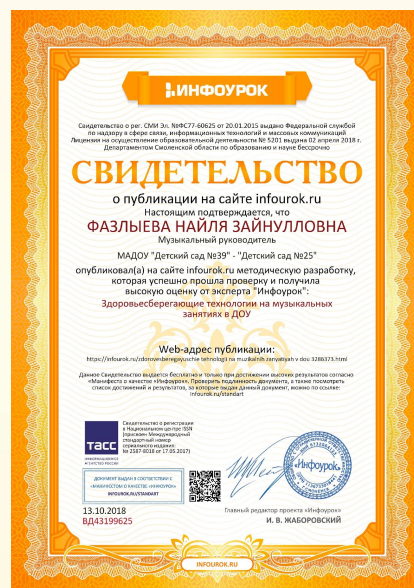 ИНФОУРОК
Свидетельство о рег. СМИ Эл. №ФС77-60625 от 20.01.2015 выдано Федеральной службой
по надзору в сфере связи, информационных технологий и массовых коммуникаций
Лицензия на осуществление образовательной деятельности № 5201 выдана 02 апреля 2018 г.
Департаментом Смоленской области по образованию и науке бессрочно
СВИДЕТЕЛЬСТВО
о публикации на сайте infourok.ru
Настоящим подтверждается, что
ФАЗЛЫЕВА НАЙЛЯ ЗАЙНУЛЛОВНА
Музыкальный руководитель
МАДОУ "Детский сад №39" - "Детский сад №25"
опубликовал(а) на сайте infourok.ru методическую разработку,
которая успешно прошла проверку и получила
высокую оценку от эксперта "Инфоурок":
Здоровьесберегающие технологии на музыкальных
занятиях в ДОУ
Web-адрес публикации:
https://infourok.ru/zdorovesberegayuschie tehnologii na muzikalnih zanyatiyah v dou 3286373.html
Данное Свидетельство выдается бесплатно и только при достижении высоких результатов согласно
«Манифеста о качестве «Инфоурок». Проверить подлинность документа, а также посмотреть
список достижений и результатов, за которые выдан данный документ, можно по ссылке:
infourok.ru/standart
ТАСС
ИНФОРМАЦИОННОЕ
АГЕНТСТВО РОССИИ
Свидетельство о регистрации
в Национальном центре ISSN
(присвоен Международный
стандартный номер
сериального издания:
№ 2587-8018 от 17.05.2017)
ДОКУМЕНТ ВЫДАН В СООТВЕТСТВИИ С
«МАНИФЕСТОМ О КАЧЕСТВЕ «ИНФОУРОК»
INFOUROK.RU/STANDART
«Инфоурок»
13.10.2018
ВД43199625
Главный редактор проекта «Инфоурок»
И. В. ЖАБОРОВСКИЙ
INFOUROK.RU